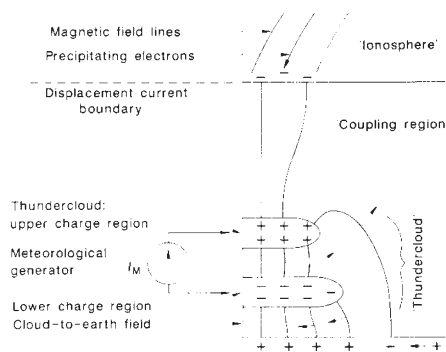 Magnetic field lines
Precipitating electrons
'Ionosphere'
Displacement current
boundary
Coupling region
Thundercloud:
upper charge region
Meteorological
generator
I_M
Thundercloud
Lower charge region
Cloud-to-earth field